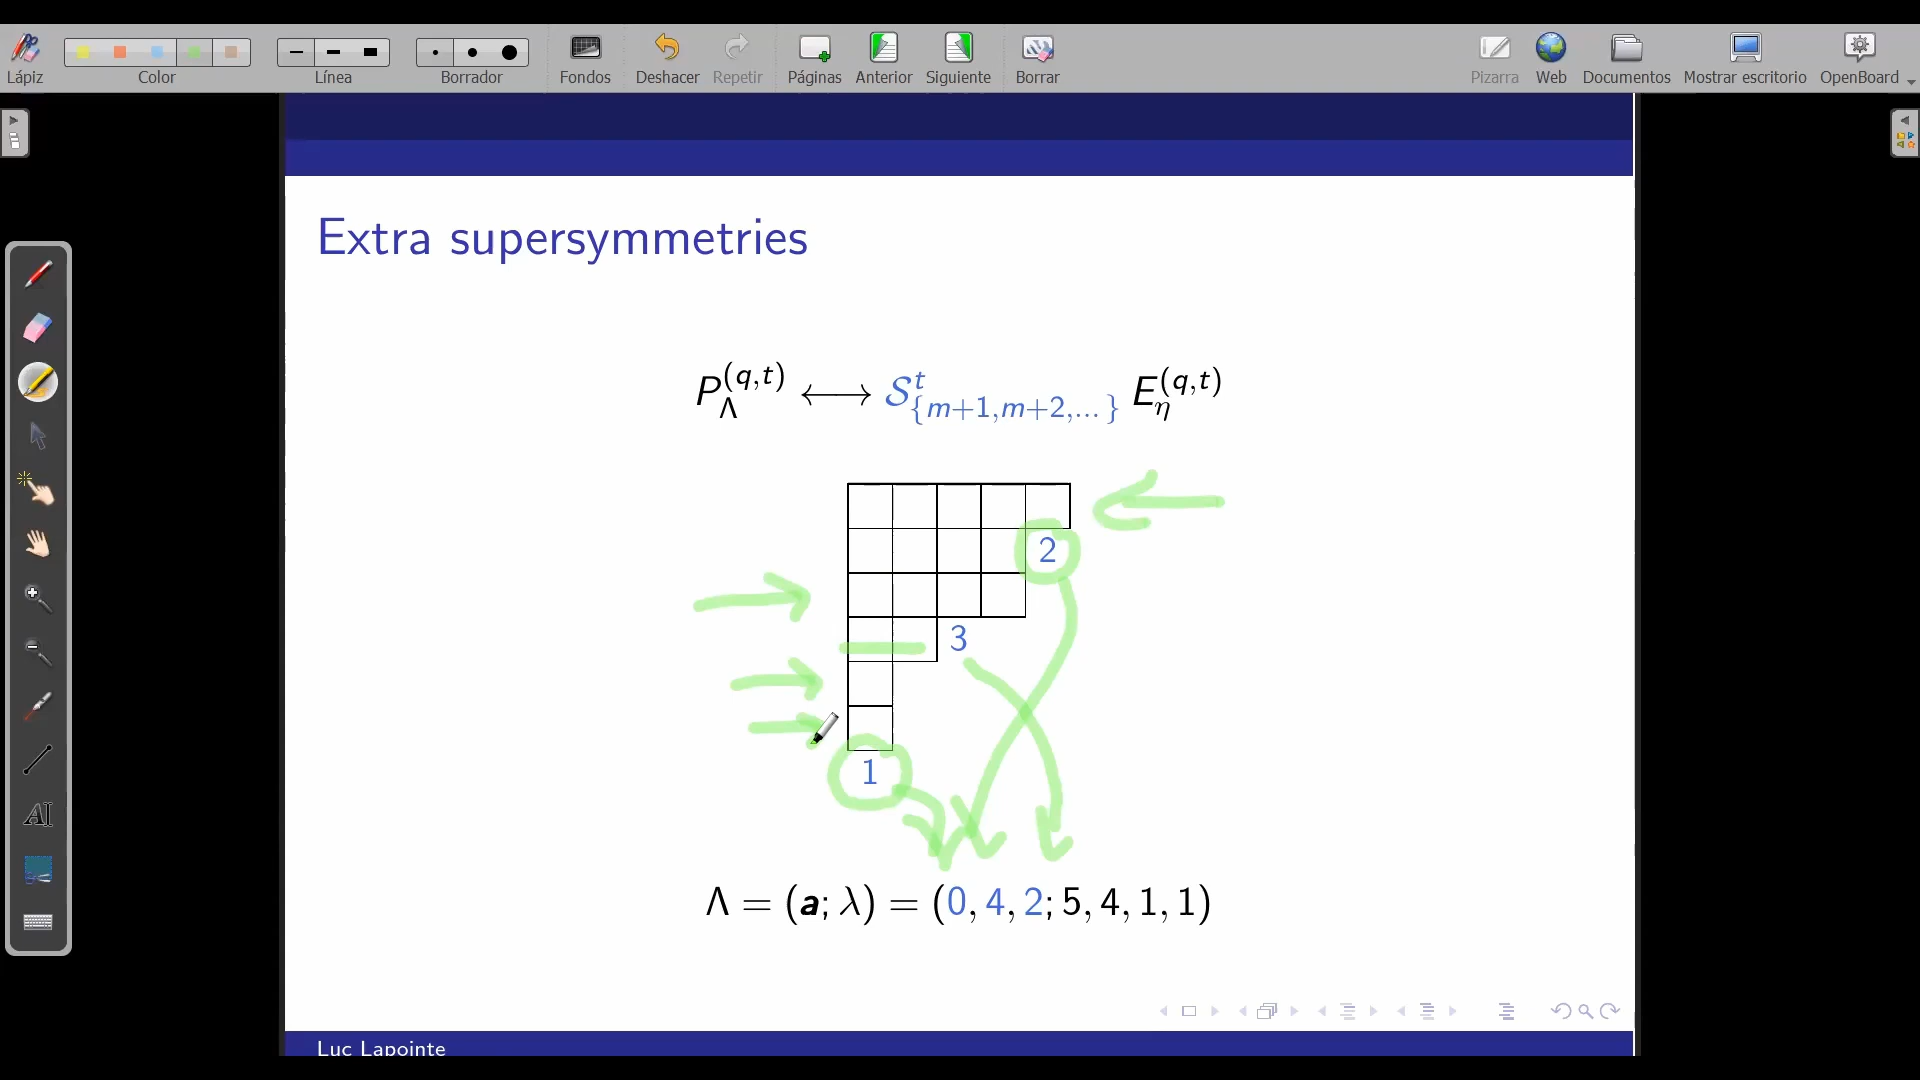 Lápiz Color Línea Borrador Fondos Deshacer Repetir Páginas Anterior Siguiente Borrar Pizarra Web Documentos Mostrar escritorio OpenBoard
Extra supersymmetries
P_Λ^{(q,t)} ⟷ 𝒮^t_{\{m+1,m+2,...\}} E_η^{(q,t)}
2
3
1
Λ = (a; λ) = (0, 4, 2; 5, 4, 1, 1)
Luc Lapointe